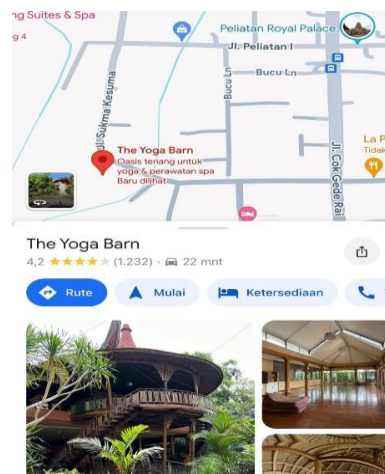 ng Suites & Spa
ng 4
Peliatan Royal Palace
Jl. Peliatan I
Bucu Ln
Bucu Ln
Jl. Sukma Kesuma
The Yoga Barn
Oasis tenang untuk
yoga & perawatan spa
Baru dilihat
La P
Tidak
Jl. Cok Gede Rai
The Yoga Barn
4,2 (1.232) · 22 mnt
Rute
Mulai
Ketersediaan